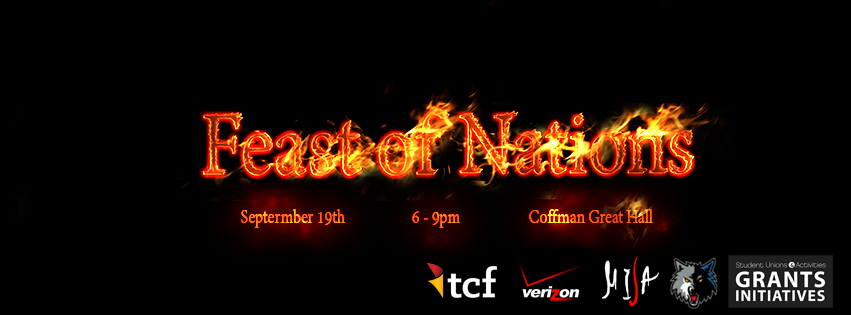 Feast of Nations
Septermber 19th 6 - 9pm Coffman Great Hall
tcf
verizon
MISA
Student Unions & Activities
GRANTS
INITIATIVES